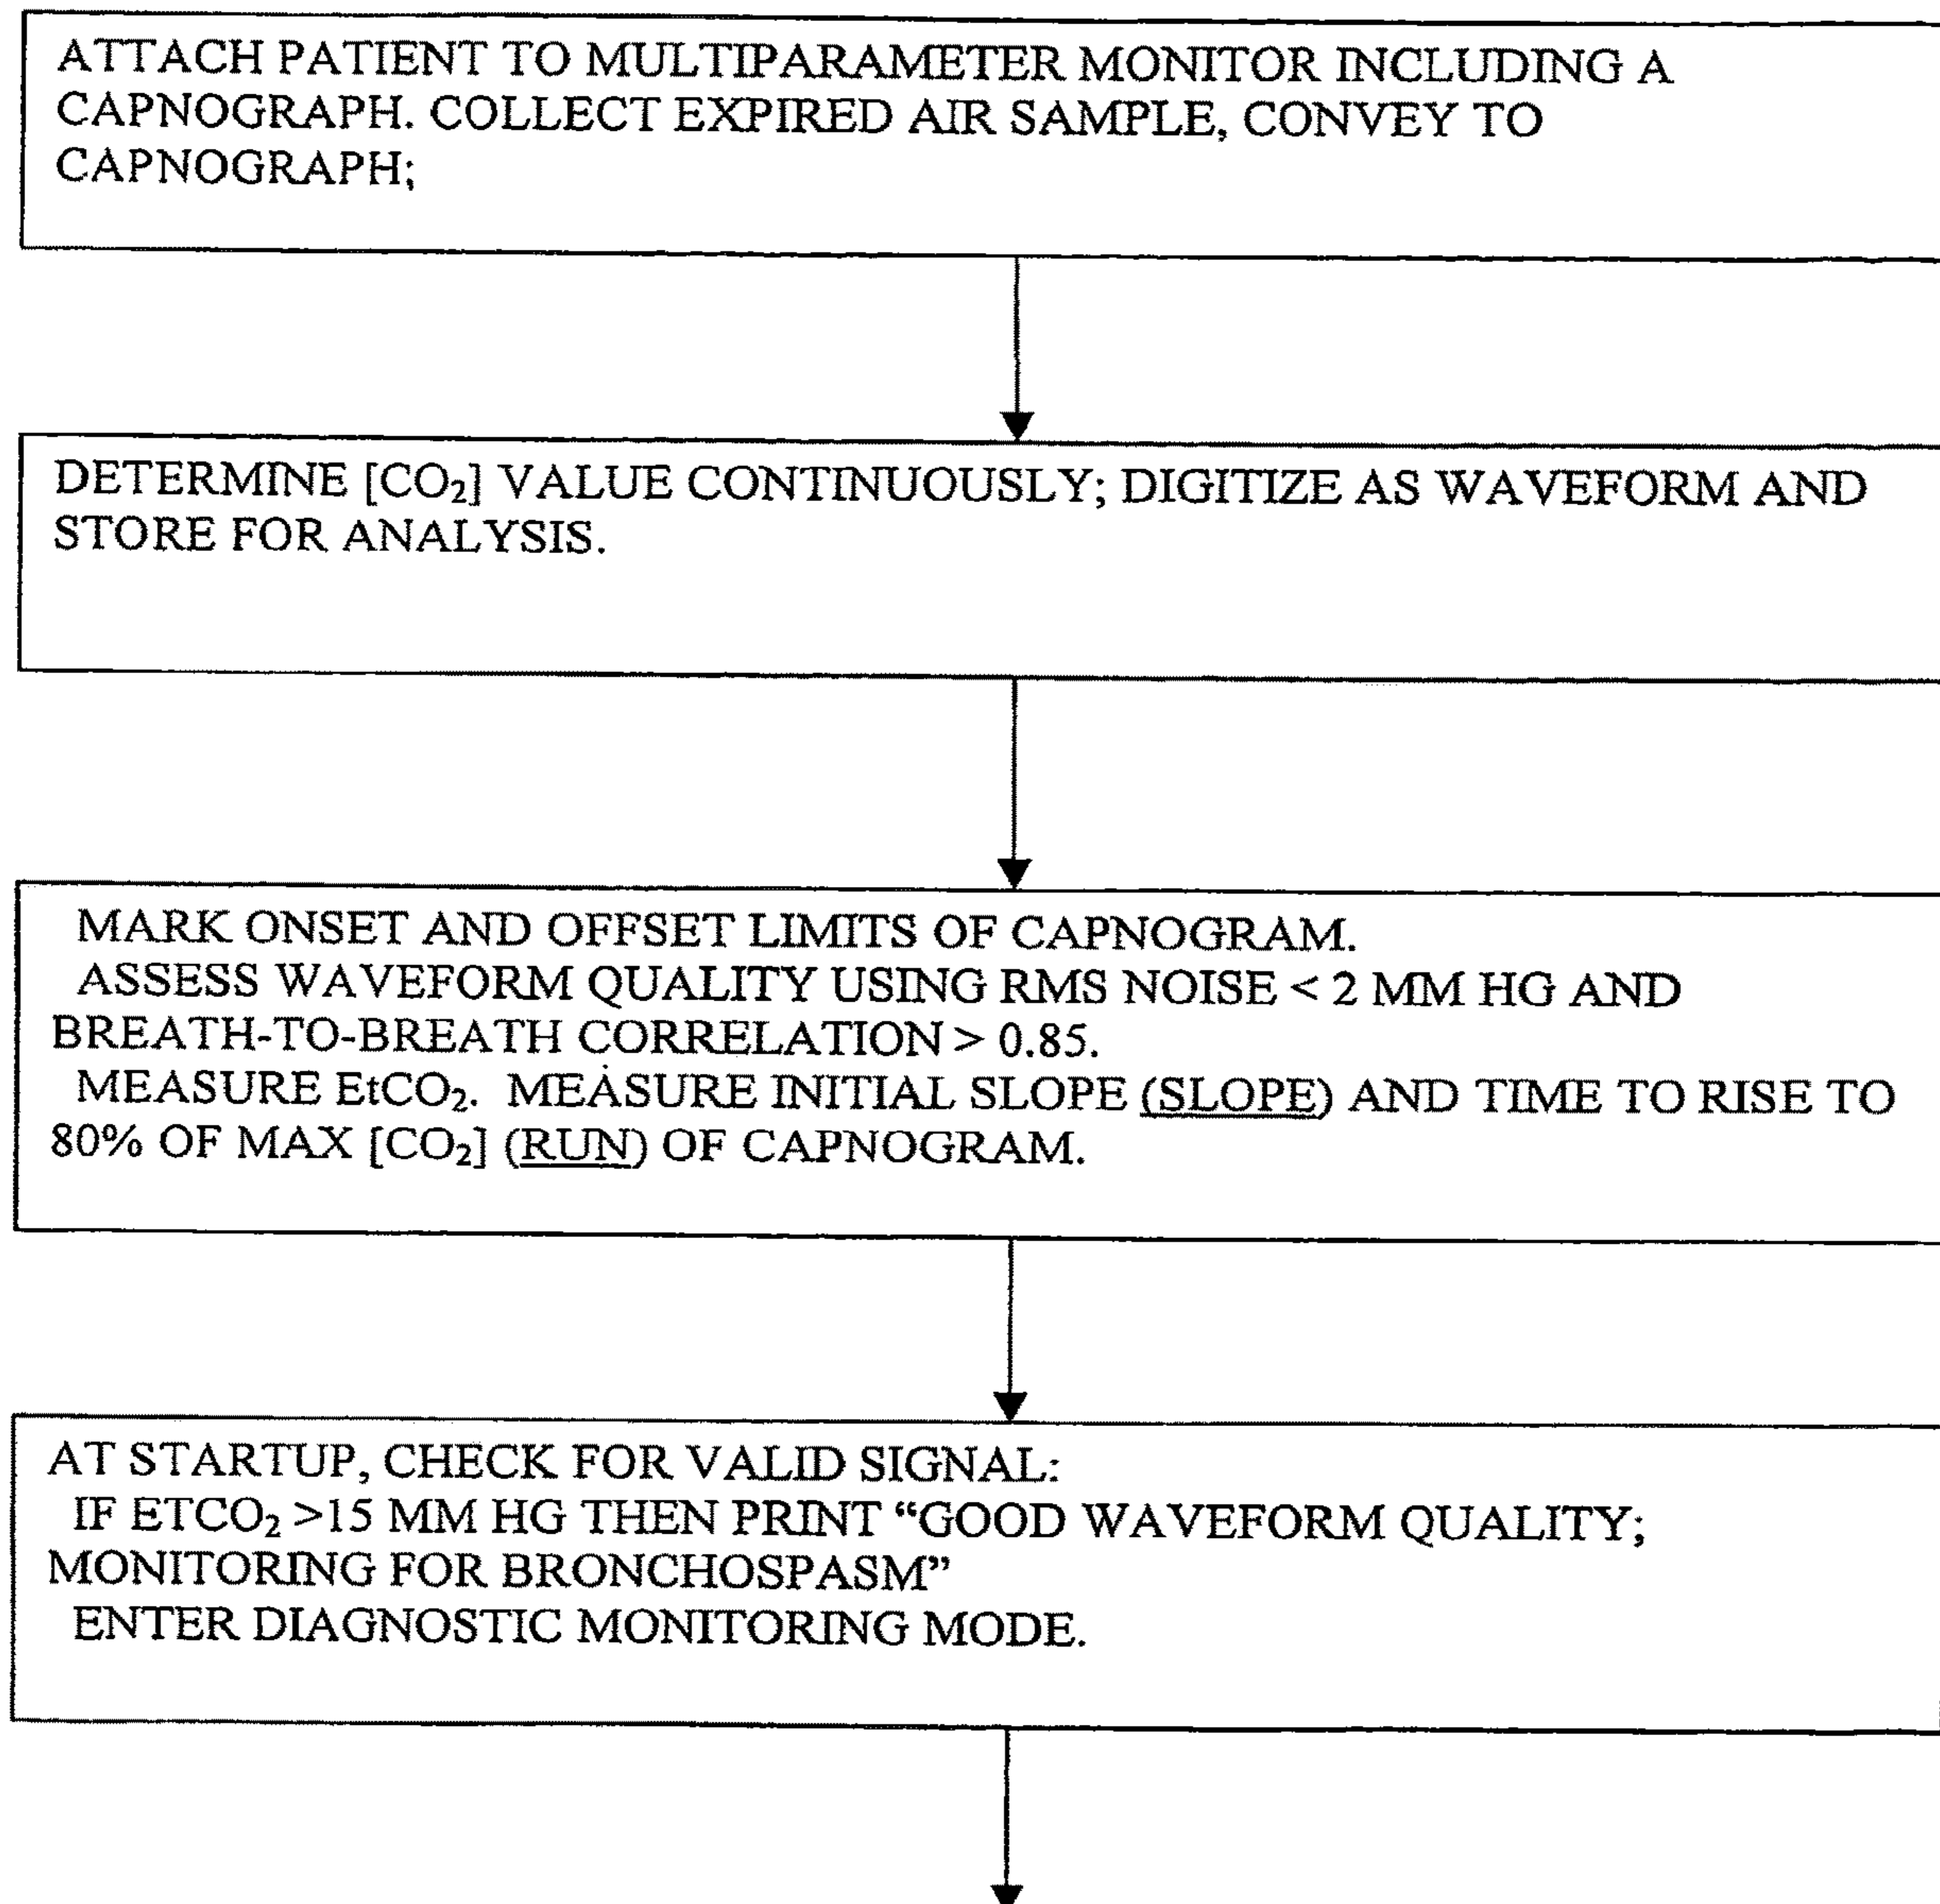 ATTACH PATIENT TO MULTIPARAMETER MONITOR INCLUDING A
CAPNOGRAPH. COLLECT EXPIRED AIR SAMPLE, CONVEY TO
CAPNOGRAPH;
DETERMINE [CO₂] VALUE CONTINUOUSLY; DIGITIZE AS WAVEFORM AND
STORE FOR ANALYSIS.
MARK ONSET AND OFFSET LIMITS OF CAPNOGRAM.
ASSESS WAVEFORM QUALITY USING RMS NOISE < 2 MM HG AND
BREATH-TO-BREATH CORRELATION > 0.85.
MEASURE EtCO₂. MEASURE INITIAL SLOPE (SLOPE) AND TIME TO RISE TO
80% OF MAX [CO₂] (RUN) OF CAPNOGRAM.
AT STARTUP, CHECK FOR VALID SIGNAL:
IF ETCO₂ >15 MM HG THEN PRINT “GOOD WAVEFORM QUALITY;
MONITORING FOR BRONCHOSPASM”
ENTER DIAGNOSTIC MONITORING MODE.